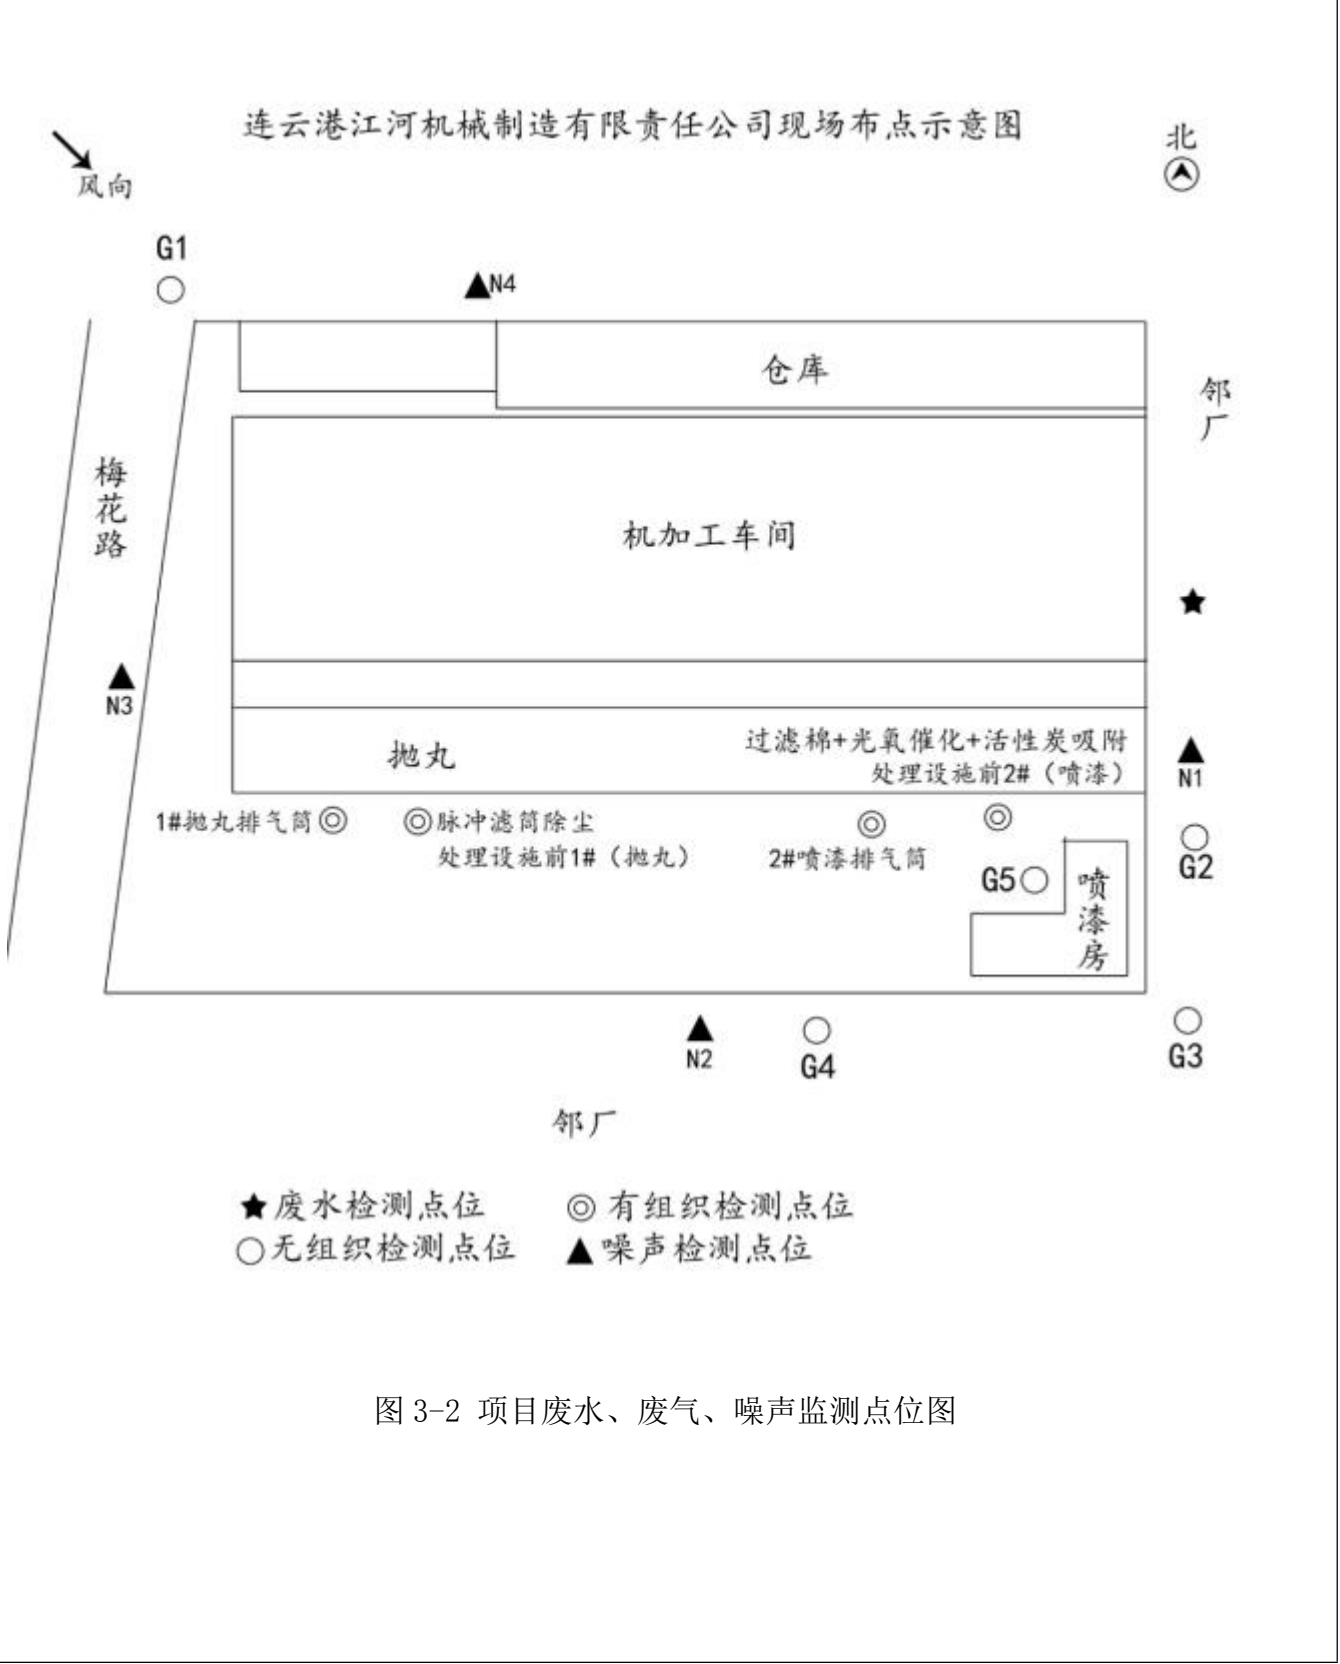 连云港江河机械制造有限责任公司现场布点示意图
北
风向
G1
N4
仓库
邻厂
梅花路
机加工车间
N3
抛丸
过滤棉+光氧催化+活性炭吸附
处理设施前2#（喷漆）
N1
1#抛丸排气筒
脉冲滤筒除尘
处理设施前1#（抛丸）
2#喷漆排气筒
G2
G5
喷漆房
N2
G4
G3
邻厂
★废水检测点位
◎有组织检测点位
○无组织检测点位
▲噪声检测点位
图 3-2 项目废水、废气、噪声监测点位图